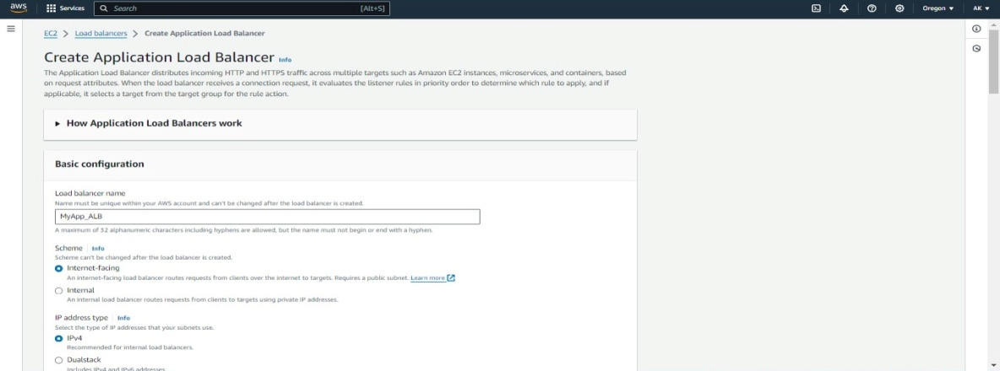 aws Services Search [Alt+S] Oregon ▼ AK ▼
EC2 > Load balancers > Create Application Load Balancer
Create Application Load Balancer Info
The Application Load Balancer distributes incoming HTTP and HTTPS traffic across multiple targets such as Amazon EC2 instances, microservices, and containers, based
on request attributes. When the load balancer receives a connection request, it evaluates the listener rules in priority order to determine which rule to apply, and if
applicable, it selects a target from the target group for the rule action.
► How Application Load Balancers work
Basic configuration
Load balancer name
Name must be unique within your AWS account and can't be changed after the load balancer is created.
MyApp_ALB
A maximum of 32 alphanumeric characters including hyphens are allowed, but the name must not begin or end with a hyphen.
Scheme Info
Scheme can't be changed after the load balancer is created.
Internet-facing
An internet-facing load balancer routes requests from clients over the internet to targets. Requires a public subnet. Learn more
Internal
An internal load balancer routes requests from clients to targets using private IP addresses.
IP address type Info
Select the type of IP addresses that your subnets use.
IPv4
Recommended for internal load balancers.
Dualstack
Includes IPv4 and IPv6 addresses.